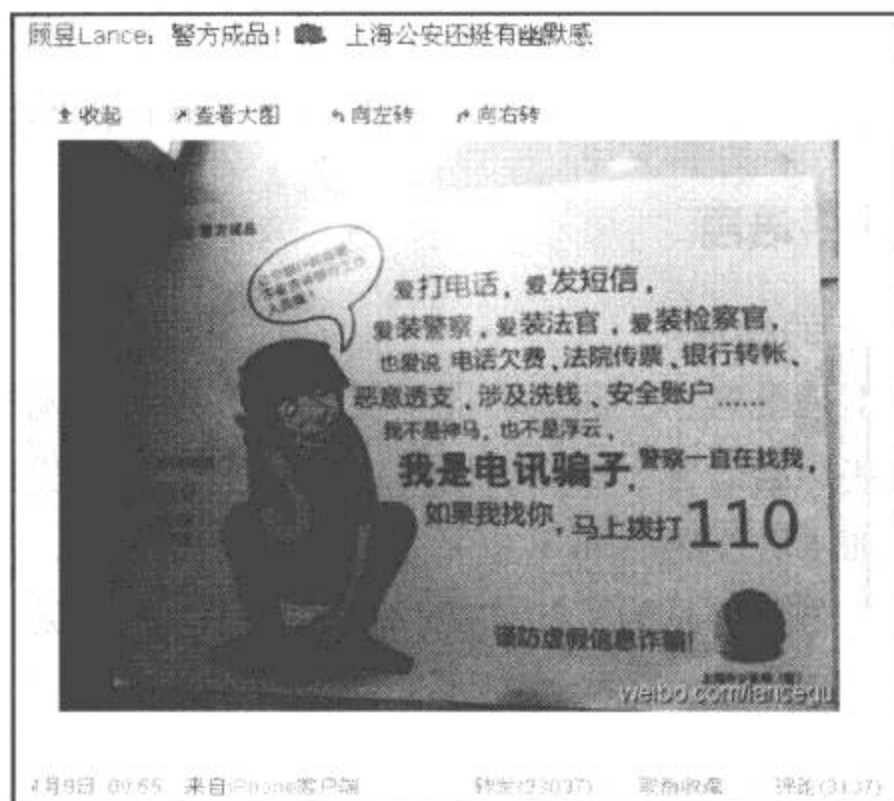 顾昱Lance：警方成品！ 上海公安还挺有幽默感
收起 查看大图 向左转 向右转
警方成品
爱打电话，爱发短信，
爱装警察，爱装法官，爱装检察官，
也爱说 电话欠费、法院传票、银行转帐、
恶意透支、涉及洗钱、安全账户……
我不是神马，也不是浮云，
我是电讯骗子，警察一直在找我，
如果我找你，马上拨打110
谨防虚假信息诈骗！
weibo.com/lancegu
来自iPhone客户端